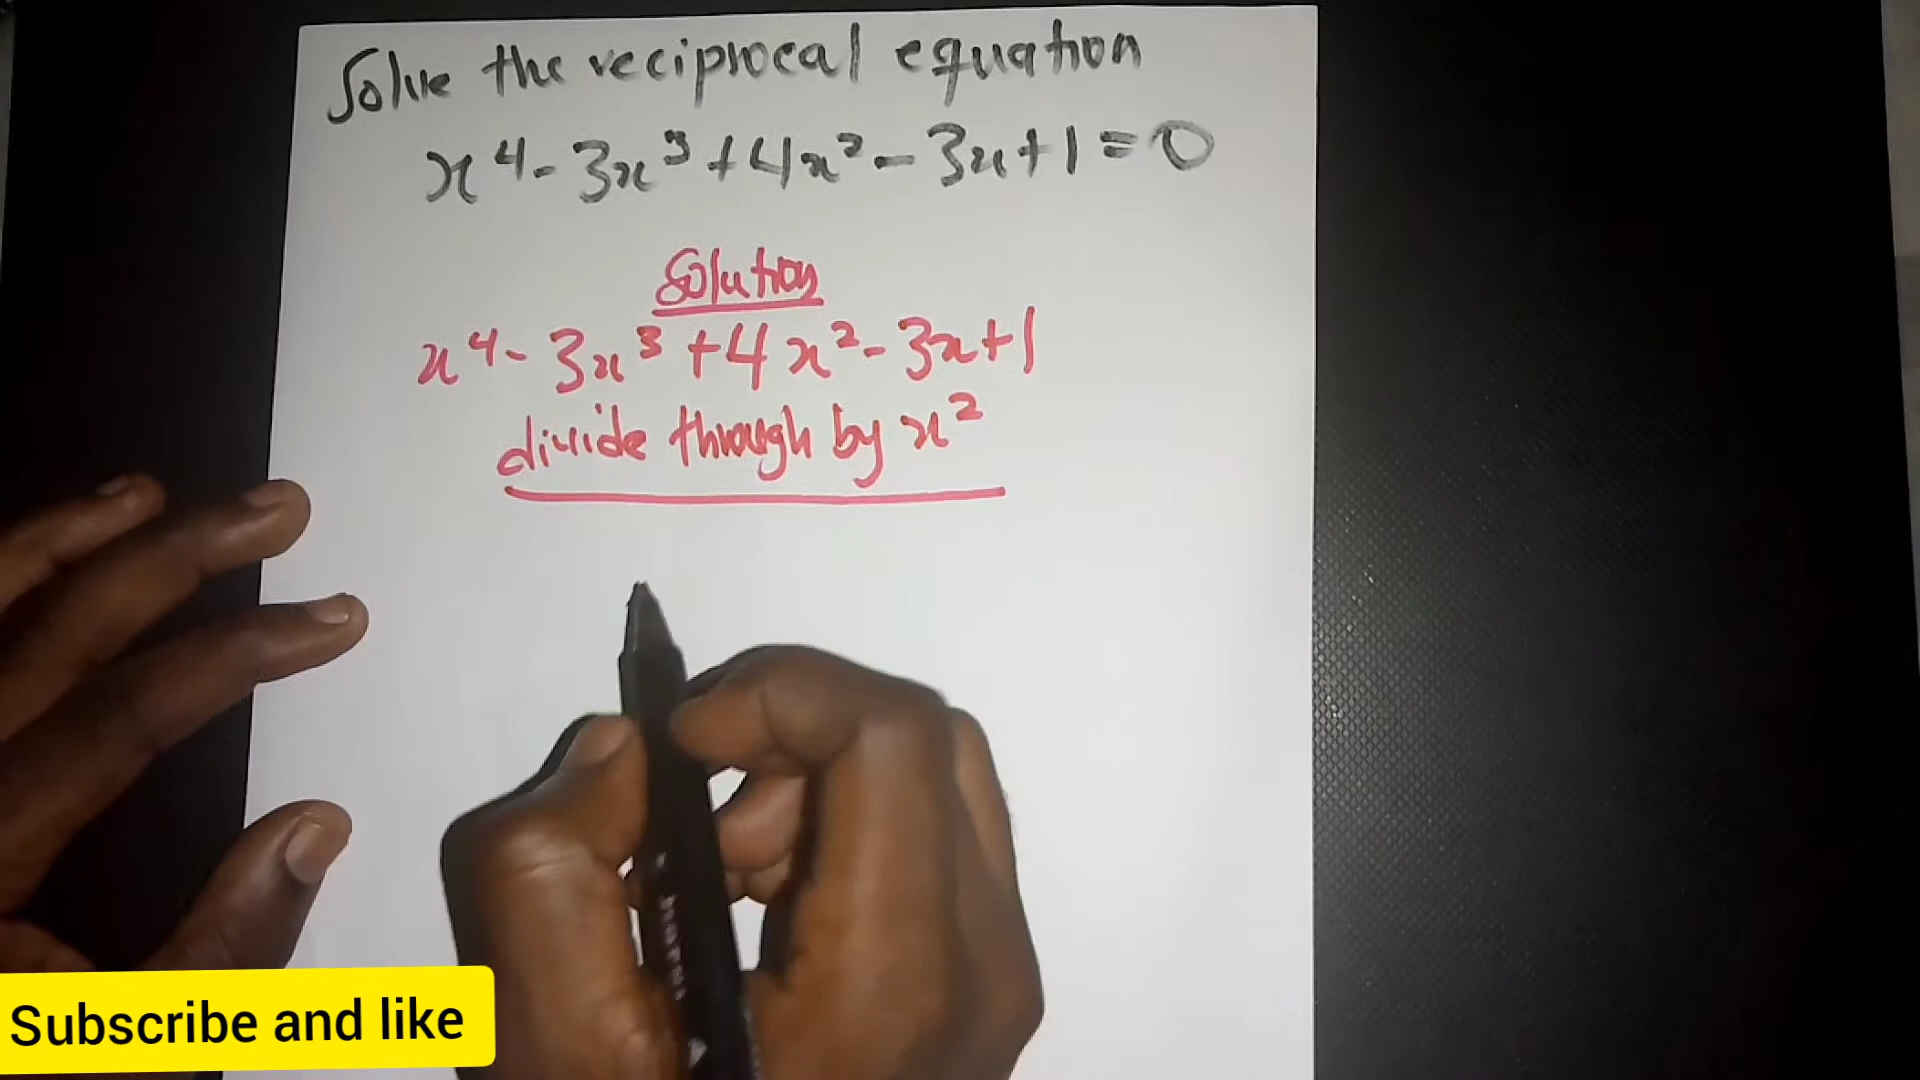 Solve the reciprocal equation
x⁴ - 3x³ + 4x² - 3x + 1 = 0
Solution
x⁴ - 3x³ + 4x² - 3x + 1
divide through by x²
Subscribe and like